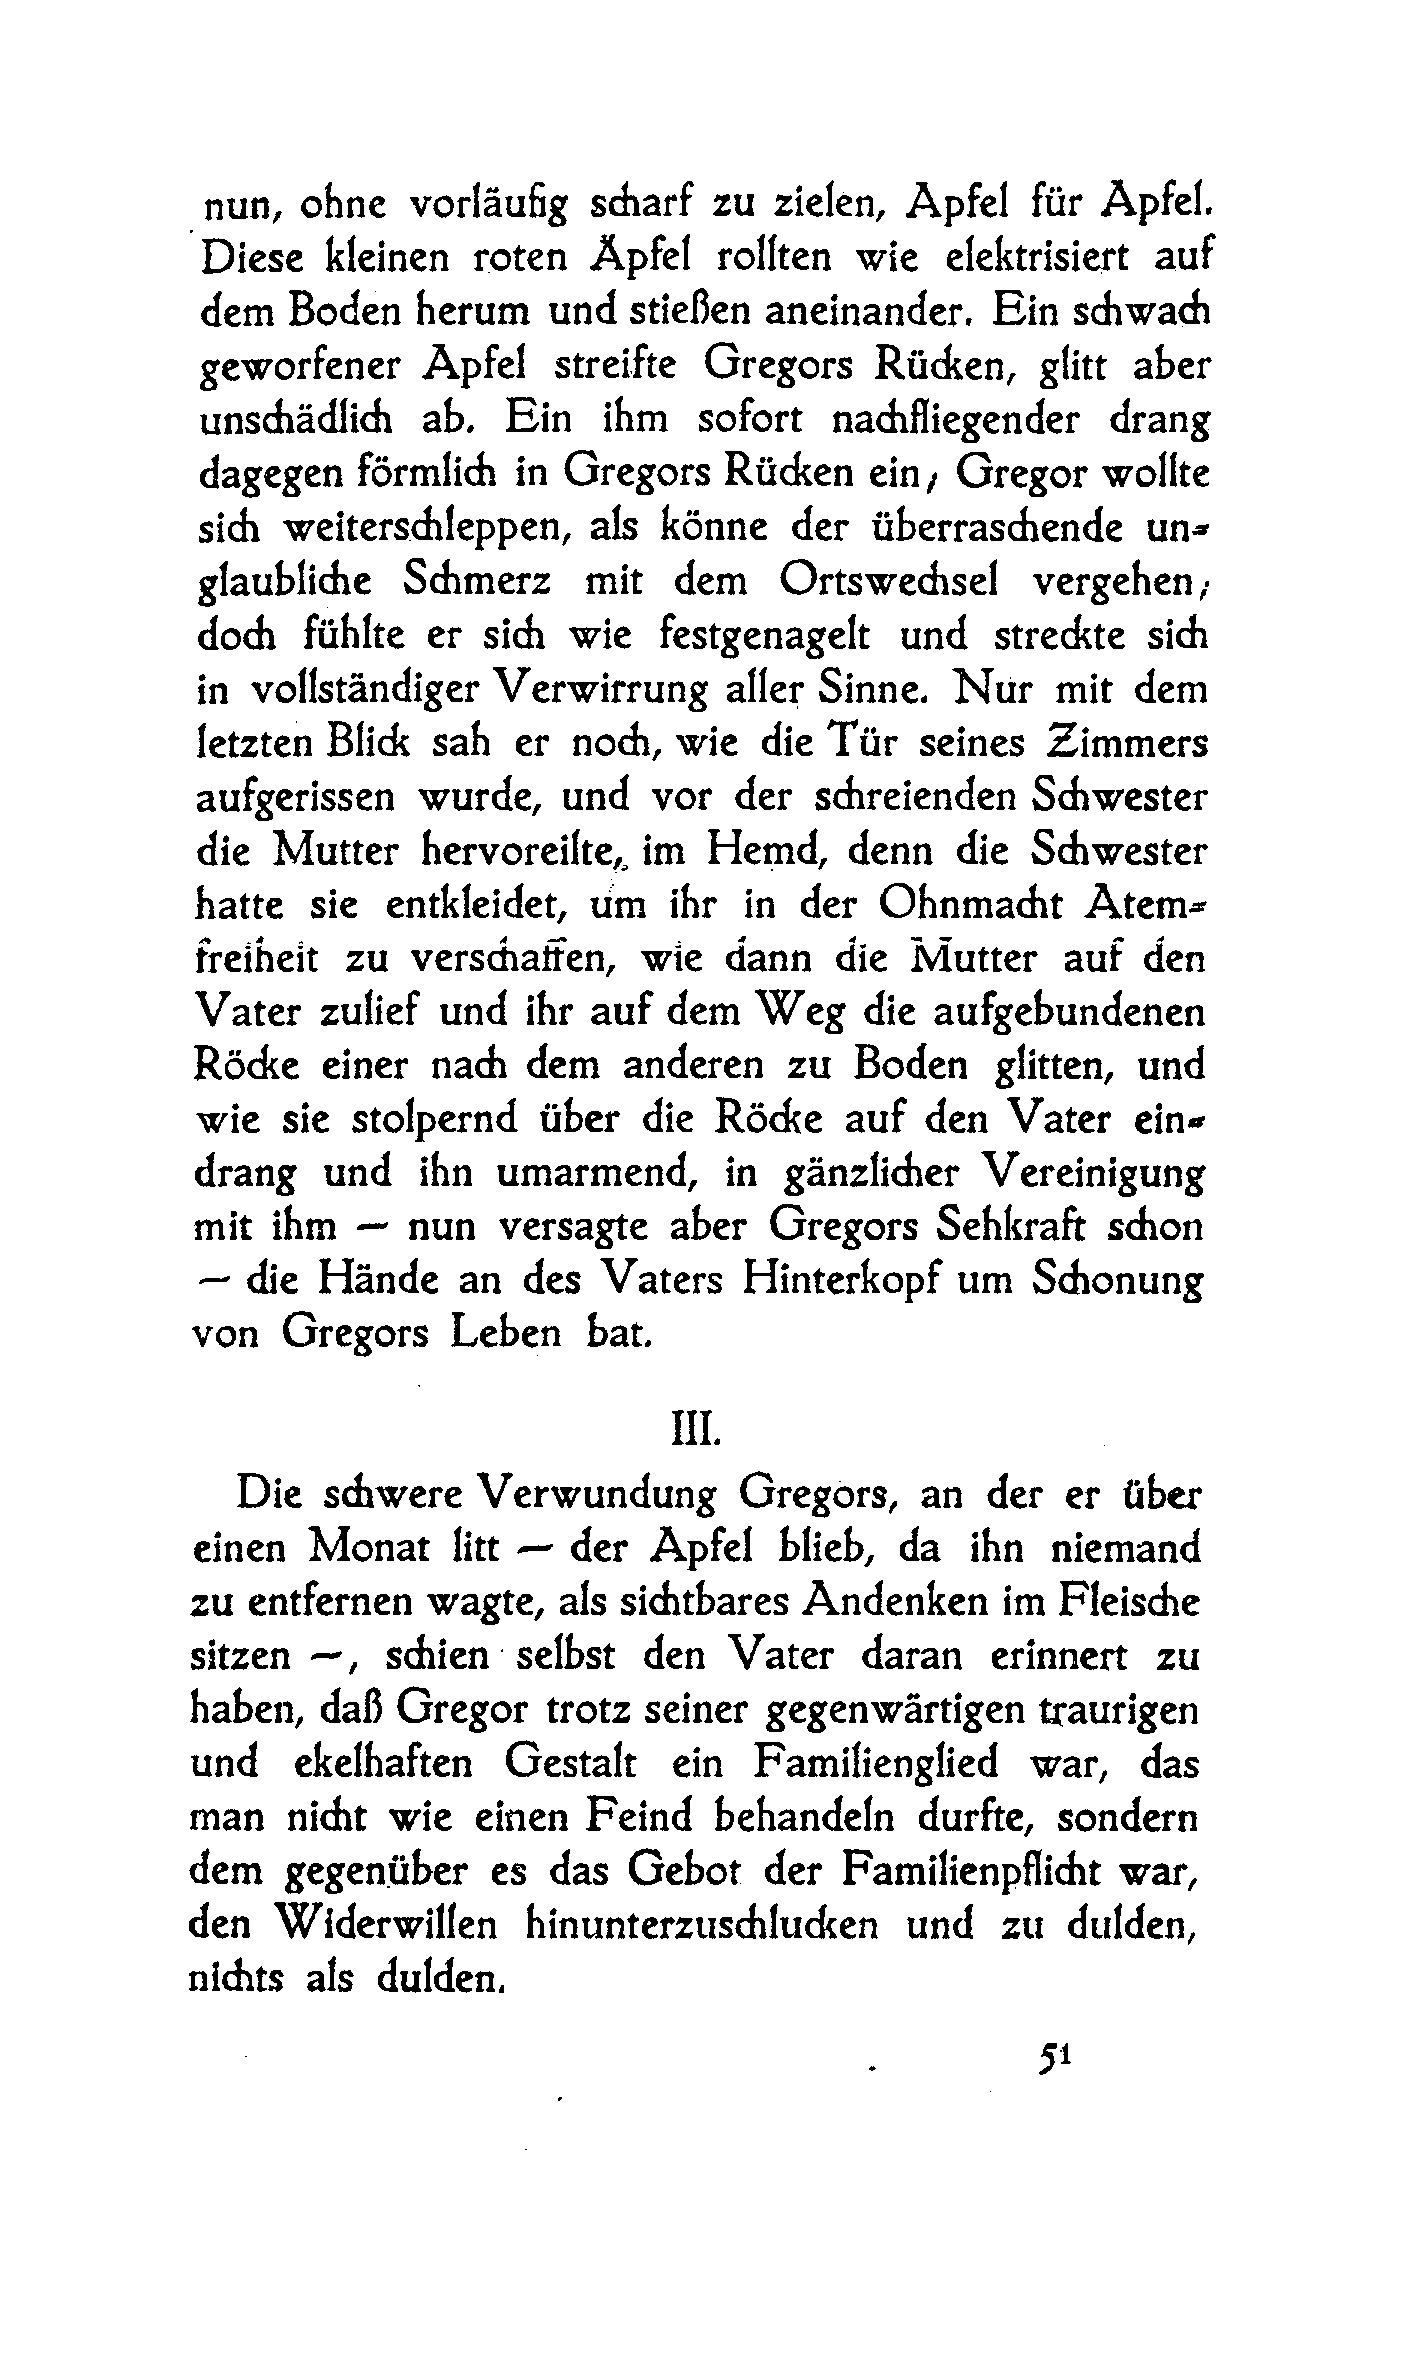 nun, ohne vorläufig scharf zu zielen, Apfel für Apfel.
Diese kleinen roten Äpfel rollten wie elektrisiert auf
dem Boden herum und stießen aneinander. Ein schwach
geworfener Apfel streifte Gregors Rücken, glitt aber
unschädlich ab. Ein ihm sofort nachfliegender drang
dagegen förmlich in Gregors Rücken ein; Gregor wollte
sich weiterschleppen, als könne der überraschende un-
glaubliche Schmerz mit dem Ortswechsel vergehen;
doch fühlte er sich wie festgenagelt und streckte sich
in vollständiger Verwirrung aller Sinne. Nur mit dem
letzten Blick sah er noch, wie die Tür seines Zimmers
aufgerissen wurde, und vor der schreienden Schwester
die Mutter hervoreilte, im Hemd, denn die Schwester
hatte sie entkleidet, um ihr in der Ohnmacht Atem-
freiheit zu verschaffen, wie dann die Mutter auf den
Vater zulief und ihr auf dem Weg die aufgebundenen
Röcke einer nach dem anderen zu Boden glitten, und
wie sie stolpernd über die Röcke auf den Vater ein-
drang und ihn umarmend, in gänzlicher Vereinigung
mit ihm — nun versagte aber Gregors Sehkraft schon
— die Hände an des Vaters Hinterkopf um Schonung
von Gregors Leben bat.
III.
Die schwere Verwundung Gregors, an der er über
einen Monat litt — der Apfel blieb, da ihn niemand
zu entfernen wagte, als sichtbares Andenken im Fleische
sitzen —, schien selbst den Vater daran erinnert zu
haben, daß Gregor trotz seiner gegenwärtigen traurigen
und ekelhaften Gestalt ein Familienglied war, das
man nicht wie einen Feind behandeln durfte, sondern
dem gegenüber es das Gebot der Familienpflicht war,
den Widerwillen hinunterzuschlucken und zu dulden,
nichts als dulden.
51